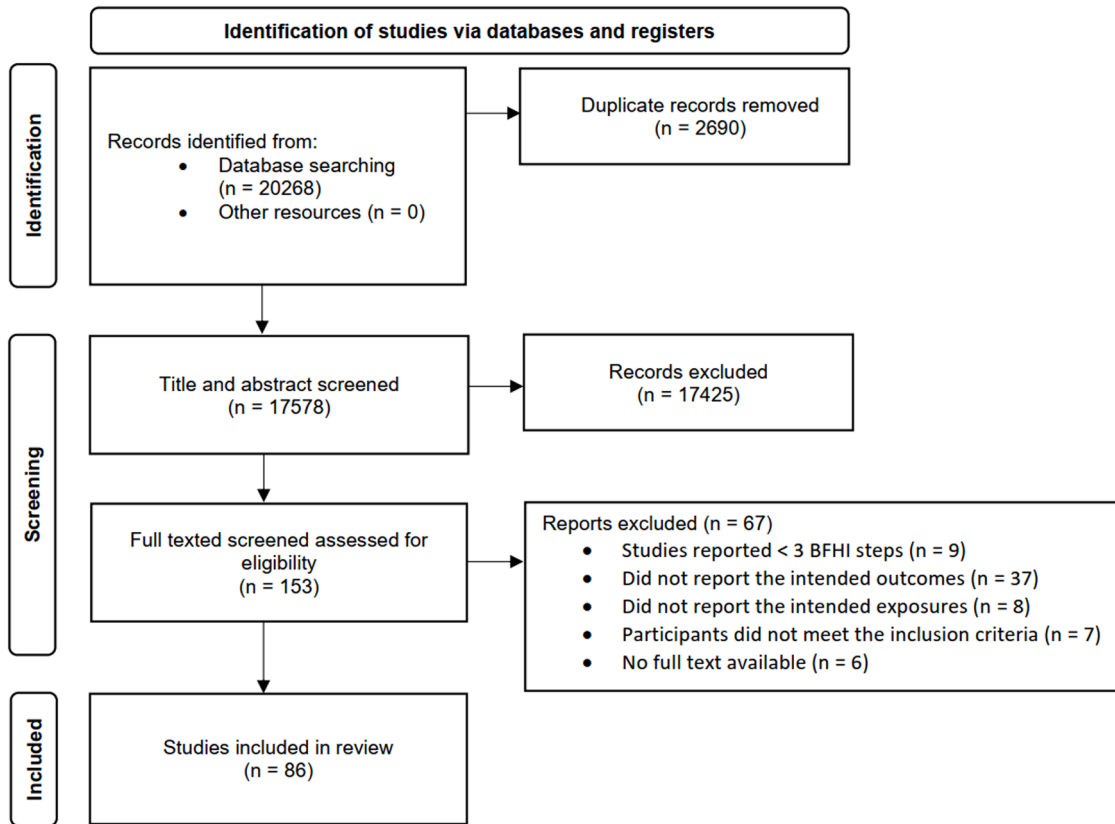 Identification of studies via databases and registers
Identification
Records identified from:
• Database searching
(n = 20268)
• Other resources (n = 0)
Duplicate records removed
(n = 2690)
Screening
Title and abstract screened
(n = 17578)
Records excluded
(n = 17425)
Full texted screened assessed for
eligibility
(n = 153)
Reports excluded (n = 67)
• Studies reported < 3 BFHI steps (n = 9)
• Did not report the intended outcomes (n = 37)
• Did not report the intended exposures (n = 8)
• Participants did not meet the inclusion criteria (n = 7)
• No full text available (n = 6)
Included
Studies included in review
(n = 86)